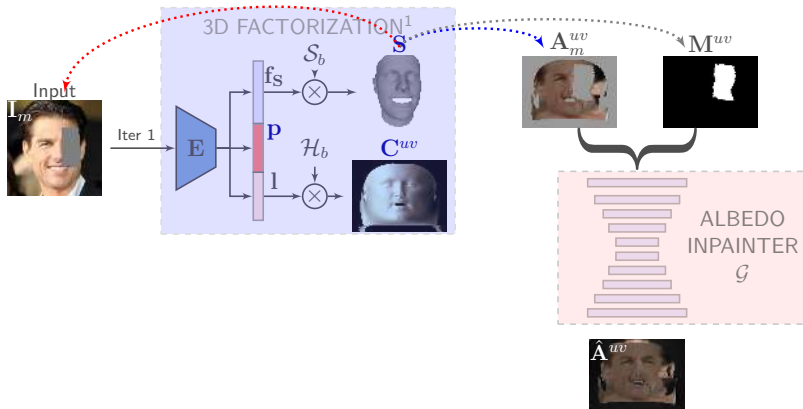 3D FACTORIZATION¹
Input
I_m
Iter 1
E
f_S
p
l
𝒮_b
ℋ_b
×
×
S
C^{uv}
A_m^{uv}
M^{uv}
ALBEDO
INPAINTER
𝒢
Â^{uv}